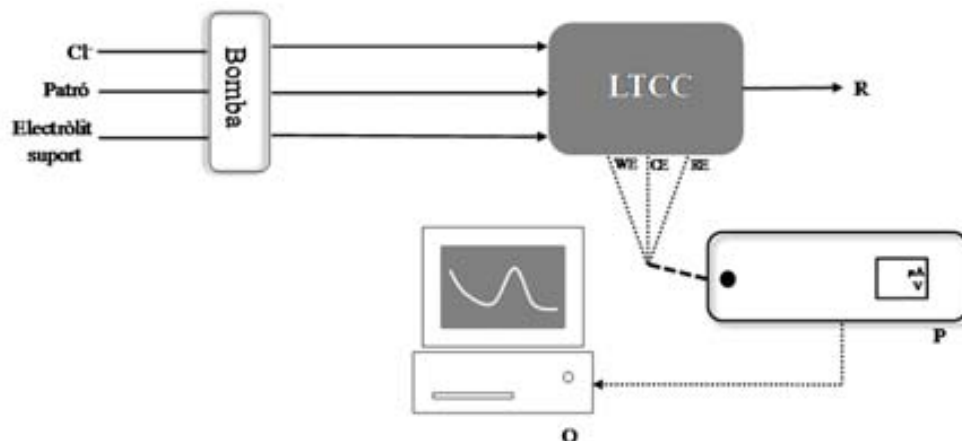 Cl⁻
Patró
Electròlit
suport
Bomba
LTCC
R
WE CE RE
µA
V
P
O